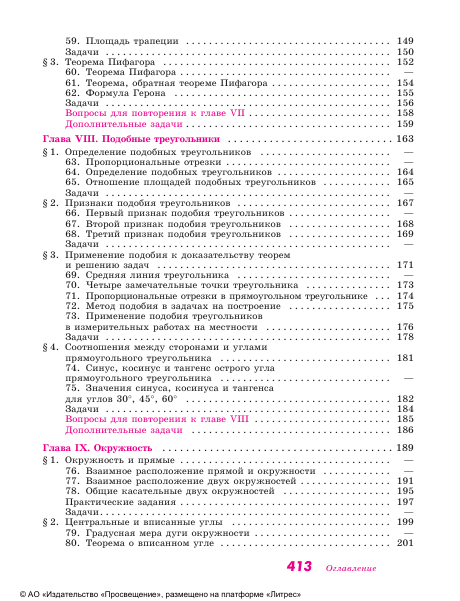 59. Площадь трапеции ................................. 149
Задачи ................................................ 150
§ 3. Теорема Пифагора ................................. 152
60. Теорема Пифагора ................................. —
61. Теорема, обратная теореме Пифагора ................ 154
62. Формула Герона ................................... 155
Задачи ................................................ 156
Вопросы для повторения к главе VII .................... 158
Дополнительные задачи ................................. 159
Глава VIII. Подобные треугольники ..................... 163
§ 1. Определение подобных треугольников ............... —
63. Пропорциональные отрезки ......................... —
64. Определение подобных треугольников ............... 164
65. Отношение площадей подобных треугольников ......... 165
Задачи ................................................ —
§ 2. Признаки подобия треугольников ................... 167
66. Первый признак подобия треугольников ............. —
67. Второй признак подобия треугольников ............. 168
68. Третий признак подобия треугольников ............. 169
Задачи ................................................ —
§ 3. Применение подобия к доказательству теорем
и решению задач ....................................... 171
69. Средняя линия треугольника ....................... —
70. Четыре замечательные точки треугольника .......... 173
71. Пропорциональные отрезки в прямоугольном треугольнике ... 174
72. Метод подобия в задачах на построение ............ 175
73. Применение подобия треугольников
в измерительных работах на местности .................. 176
Задачи ................................................ 178
§ 4. Соотношения между сторонами и углами
прямоугольного треугольника ........................... 181
74. Синус, косинус и тангенс острого угла
прямоугольного треугольника ........................... —
75. Значения синуса, косинуса и тангенса
для углов 30°, 45°, 60° ............................... 182
Задачи ................................................ 184
Вопросы для повторения к главе VIII ................... 185
Дополнительные задачи ................................. 186
Глава IX. Окружность .................................. 189
§ 1. Окружность и прямые .............................. —
76. Взаимное расположение прямой и окружности ........ —
77. Взаимное расположение двух окружностей ........... 191
78. Общие касательные двух окружностей ............... 195
Практические задания .................................. 197
Задачи ................................................ —
§ 2. Центральные и вписанные углы ..................... 199
79. Градусная мера дуги окружности ................... —
80. Теорема о вписанном угле ......................... 201
413 Оглавление
© АО «Издательство «Просвещение», размещено на платформе «Литрес»